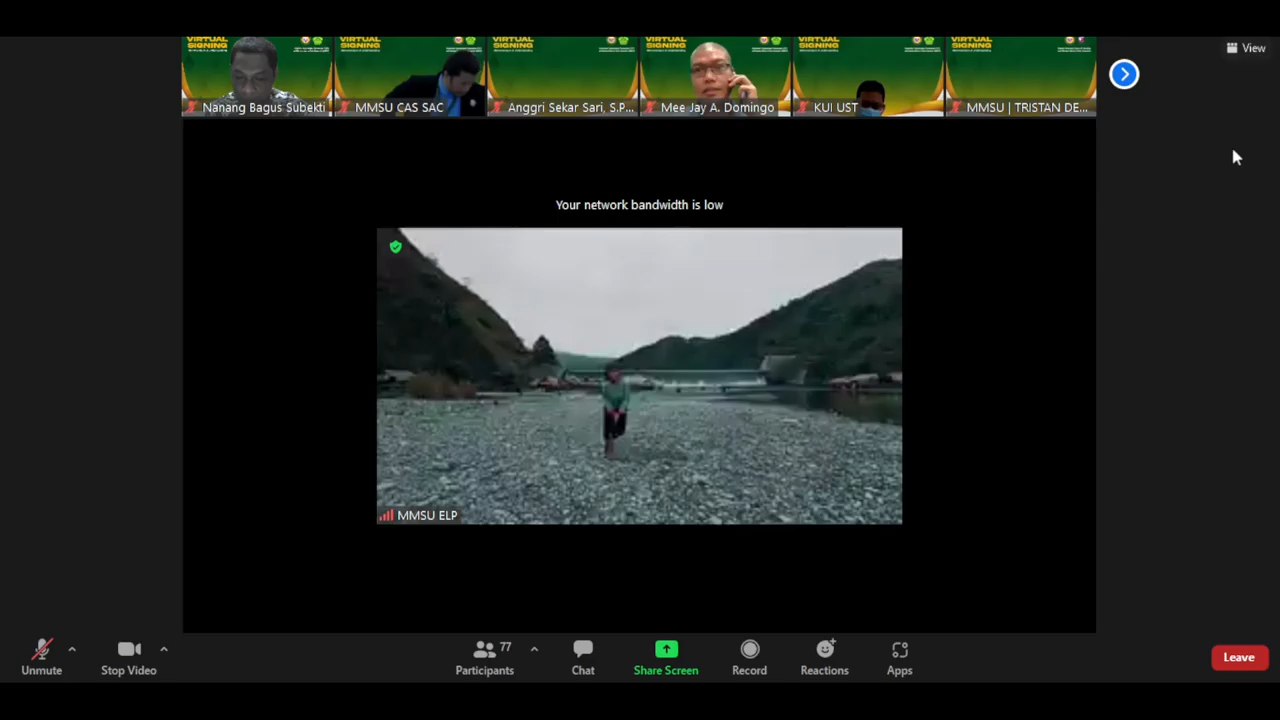 VIRTUAL
SIGNING
VIRTUAL
SIGNING
VIRTUAL
SIGNING
VIRTUAL
SIGNING
VIRTUAL
SIGNING
VIRTUAL
SIGNING
View
Nanang Bagus Subekti
MMSU CAS SAC
Anggri Sekar Sari, S.P...
Mee Jay A. Domingo
KUI UST
MMSU | TRISTAN DE...
Your network bandwidth is low
MMSU ELP
77
Unmute
Stop Video
Participants
Chat
Share Screen
Record
Reactions
Apps
Leave